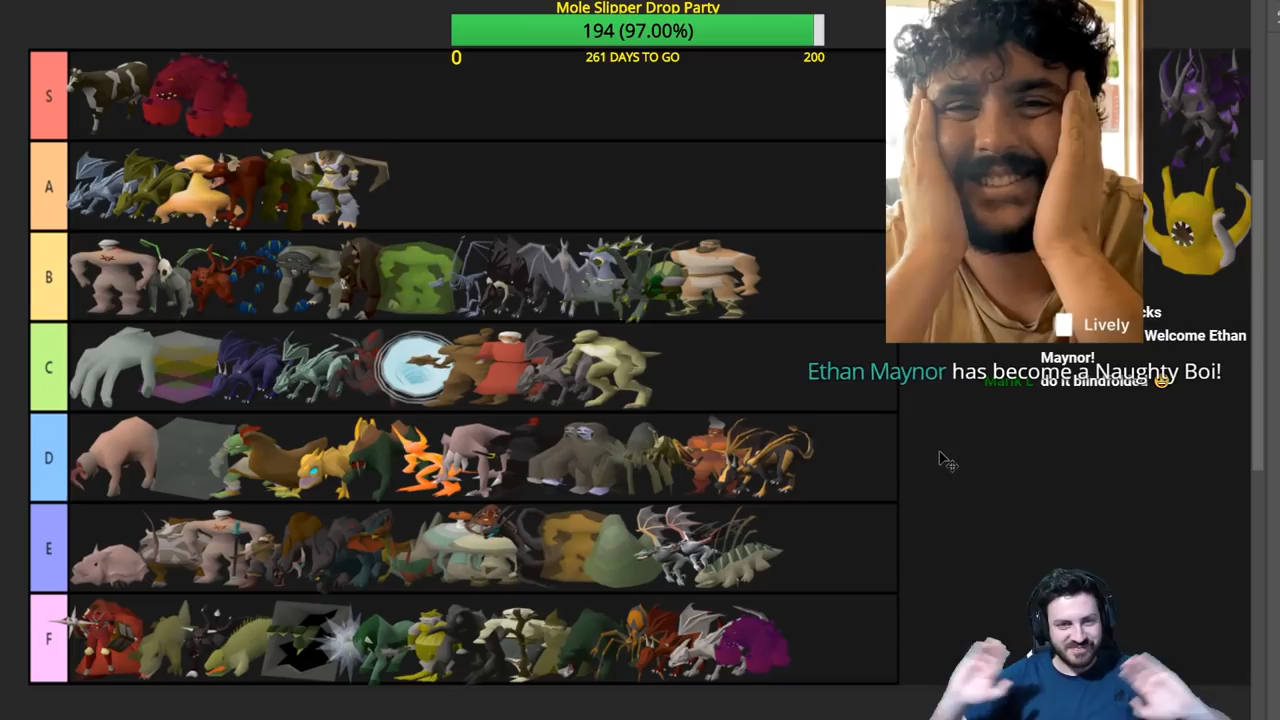 Mole Slipper Drop Party
194 (97.00%)
0 261 DAYS TO GO 200
S
A
B
C
D
E
F
Lively
cks
Welcome Ethan
Maynor!
Ethan Maynor has become a Naughty Boi!
do it blindfolded